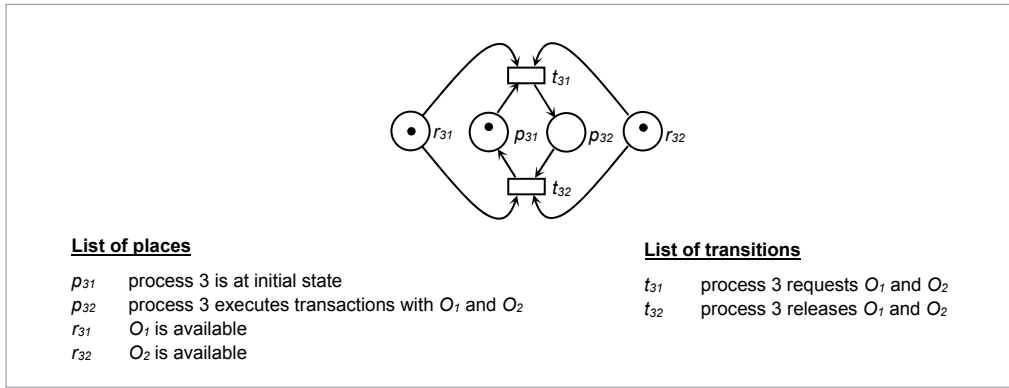 t31
r31
p31
p32
r32
t32
List of places
p31 process 3 is at initial state
p32 process 3 executes transactions with O1 and O2
r31 O1 is available
r32 O2 is available
List of transitions
t31 process 3 requests O1 and O2
t32 process 3 releases O1 and O2